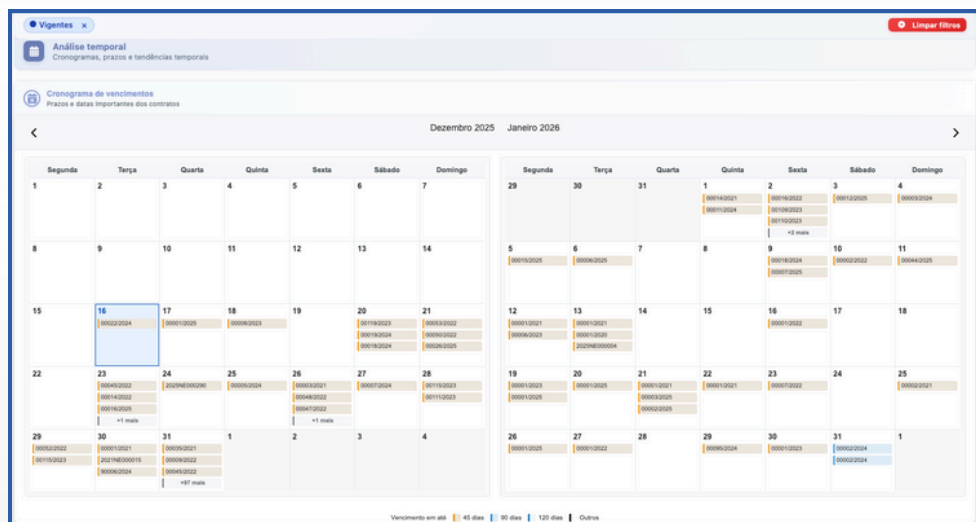 Vigentes x
Limpar filtros
Análise temporal
Cronogramas, prazos e tendências temporais
Cronograma de vencimentos
Prazos e datas importantes dos contratos
Dezembro 2025 Janeiro 2026
Segunda Terça Quarta Quinta Sexta Sábado Domingo
1 2 3 4 5 6 7
8 9 10 11 12 13 14
15 16 17 18 19 20 21
00022/2024 00001/2025 00008/2023 00119/2023 00053/2022
00019/2024 00050/2022
00018/2024 00026/2025
22 23 24 25 26 27 28
00045/2022 2025NE000290 00005/2024 00003/2021 00007/2024 00115/2023
00014/2022 00048/2022 00111/2023
00016/2025 00047/2022
+1 mais +1 mais
29 30 31 1 2 3 4
00052/2022 00001/2021 00035/2021
00115/2023 2021NE000015 00009/2022
90006/2024 00045/2022
+97 mais
Segunda Terça Quarta Quinta Sexta Sábado Domingo
29 30 31 1 2 3 4
00014/2021 00016/2022 00012/2025 00003/2024
00011/2024 00109/2023
00110/2023
+2 mais
5 6 7 8 9 10 11
00015/2025 00006/2025 00018/2024 00002/2022 00044/2025
00007/2025
12 13 14 15 16 17 18
00001/2021 00001/2021 00001/2022
00006/2023 00001/2020
2025NE000004
19 20 21 22 23 24 25
00001/2023 00001/2025 00001/2021 00001/2021 00007/2022 00002/2021
00001/2025 00003/2025
00002/2025
26 27 28 29 30 31 1
00001/2025 00001/2022 00095/2024 00001/2023 00002/2024
00002/2024
Vencimento em até 45 dias 90 dias 120 dias Outros